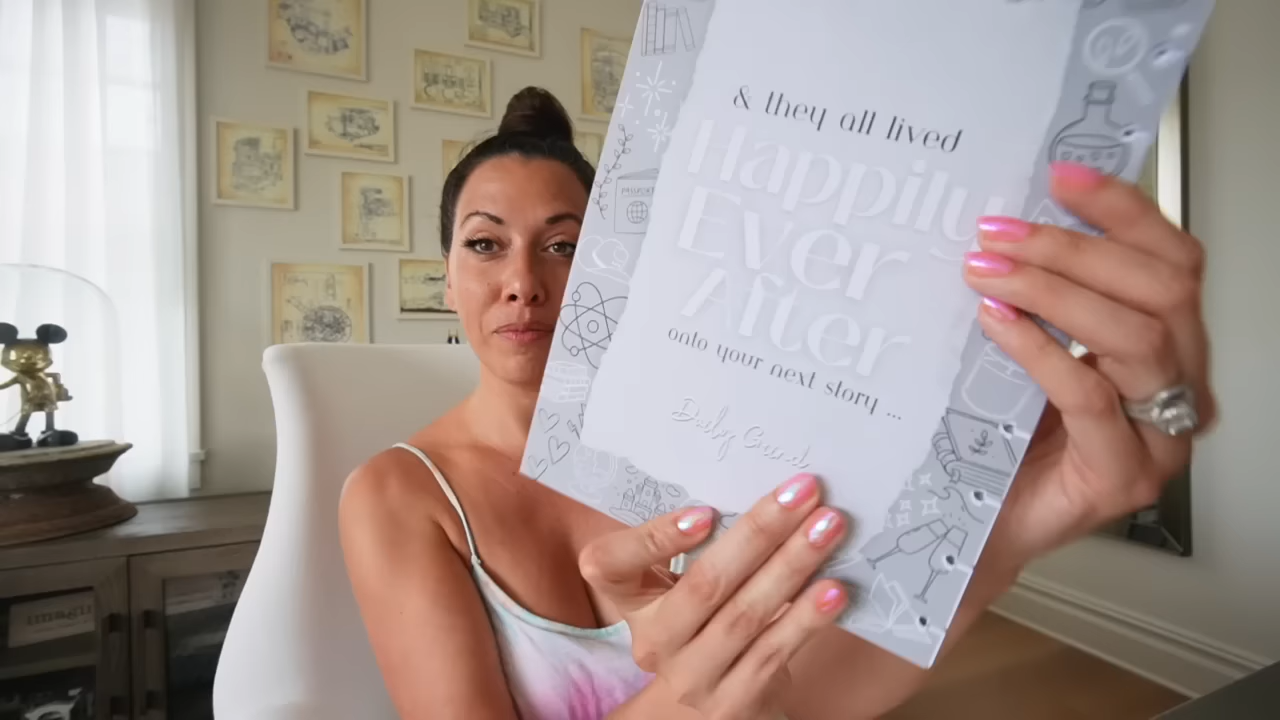 & they all lived
Happily
Ever
After
onto your next story ...